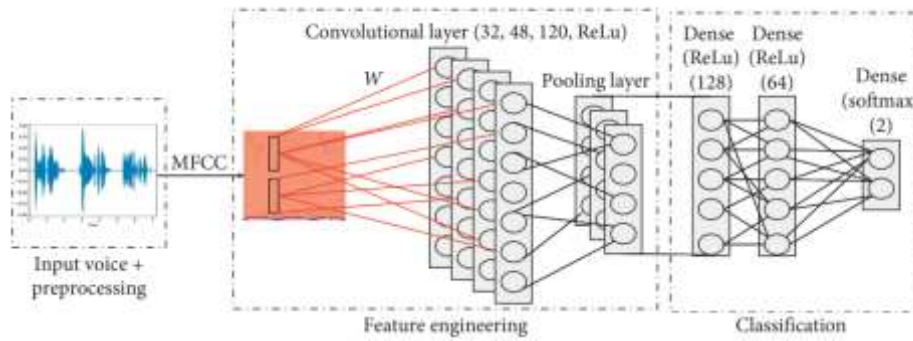 Convolutional layer (32, 48, 120, ReLu)
W
Pooling layer
Dense
(ReLu)
(128)
Dense
(ReLu)
(64)
Dense
(softmax)
(2)
MFCC
Input voice +
preprocessing
Feature engineering
Classification